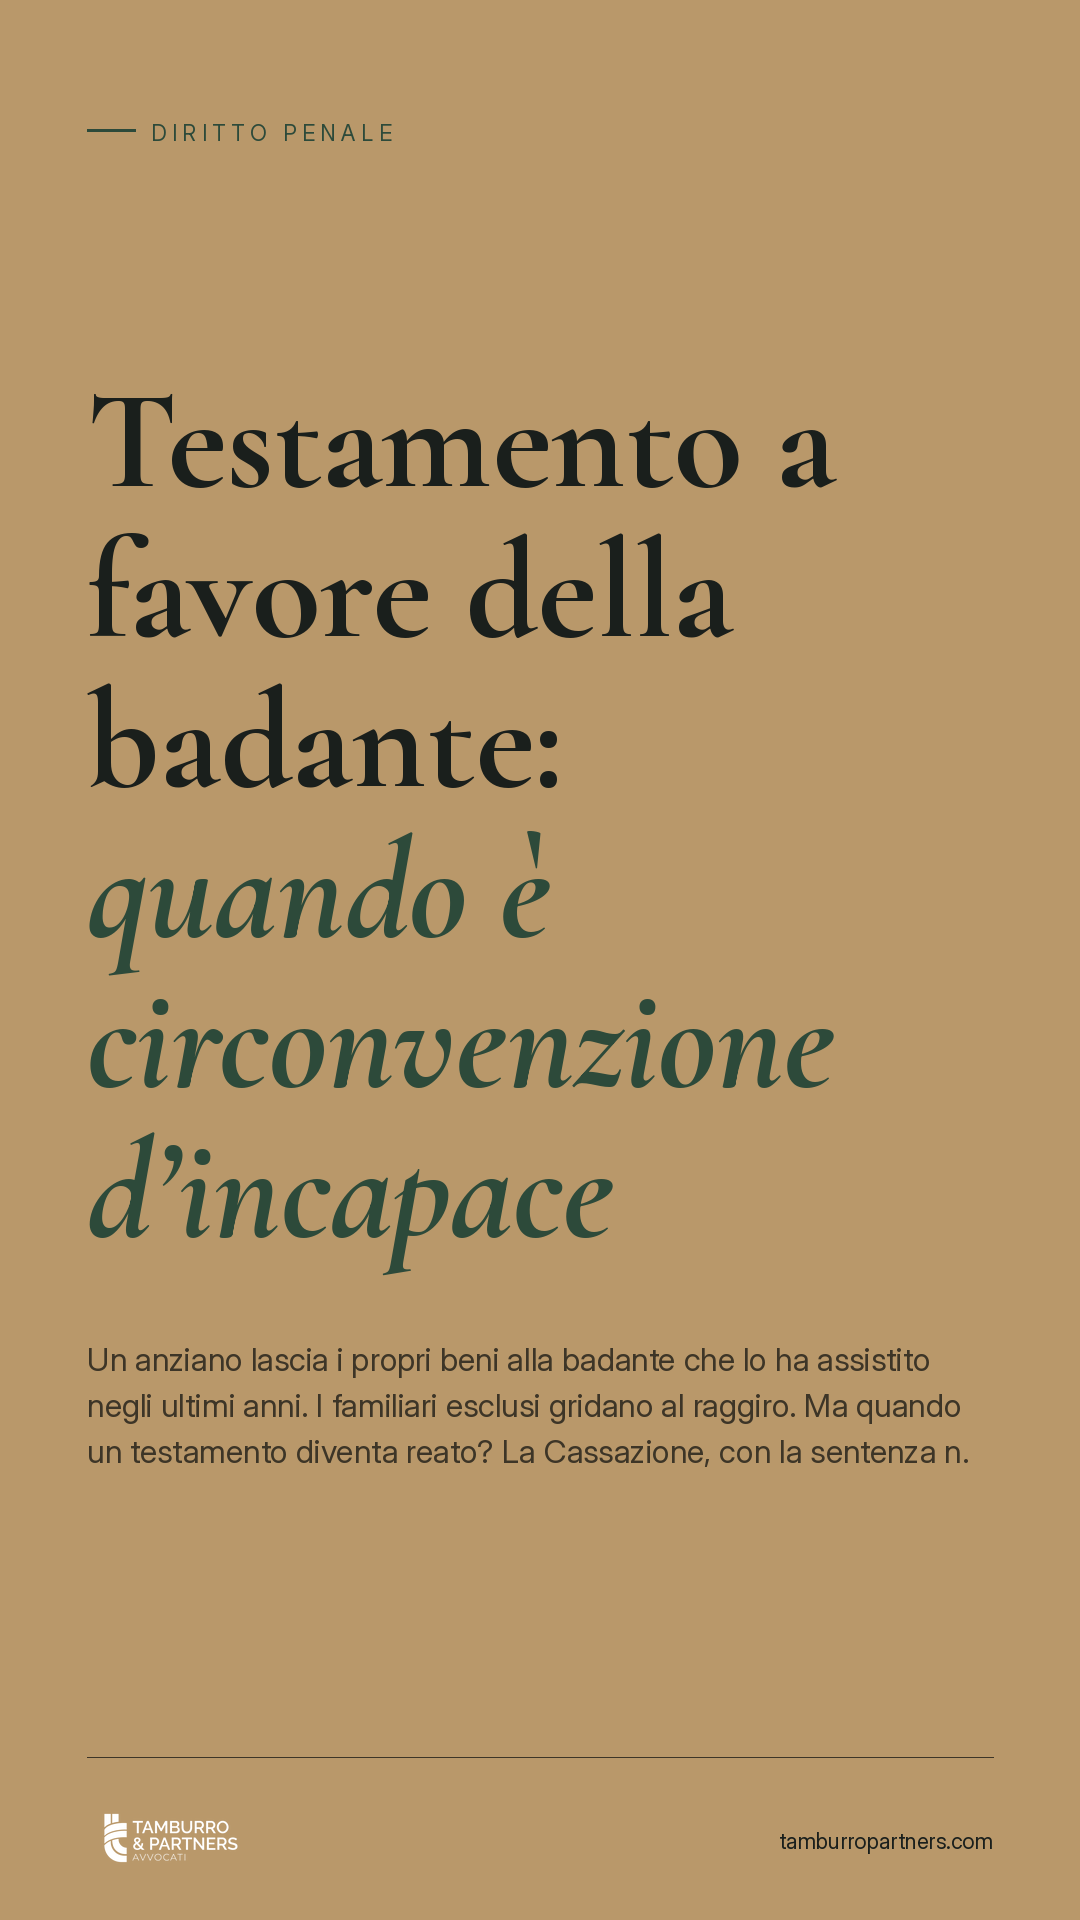 DIRITTO PENALE
Testamento a
favore della
badante:
quando è
circonvenzione
d’incapace
Un anziano lascia i propri beni alla badante che lo ha assistito
negli ultimi anni. I familiari esclusi gridano al raggiro. Ma quando
un testamento diventa reato? La Cassazione, con la sentenza n.
TAMBURRO
& PARTNERS
AVVOCATI
tamburropartners.com